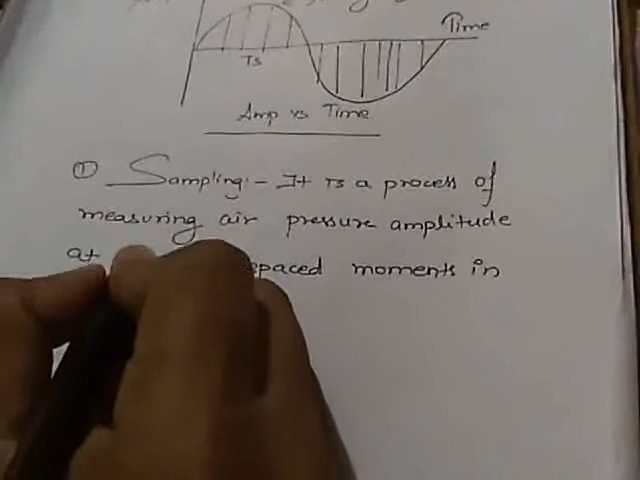 Time
Ts
Amp vs Time
① Sampling:- It is a process of
measuring air pressure amplitude
at spaced moments in